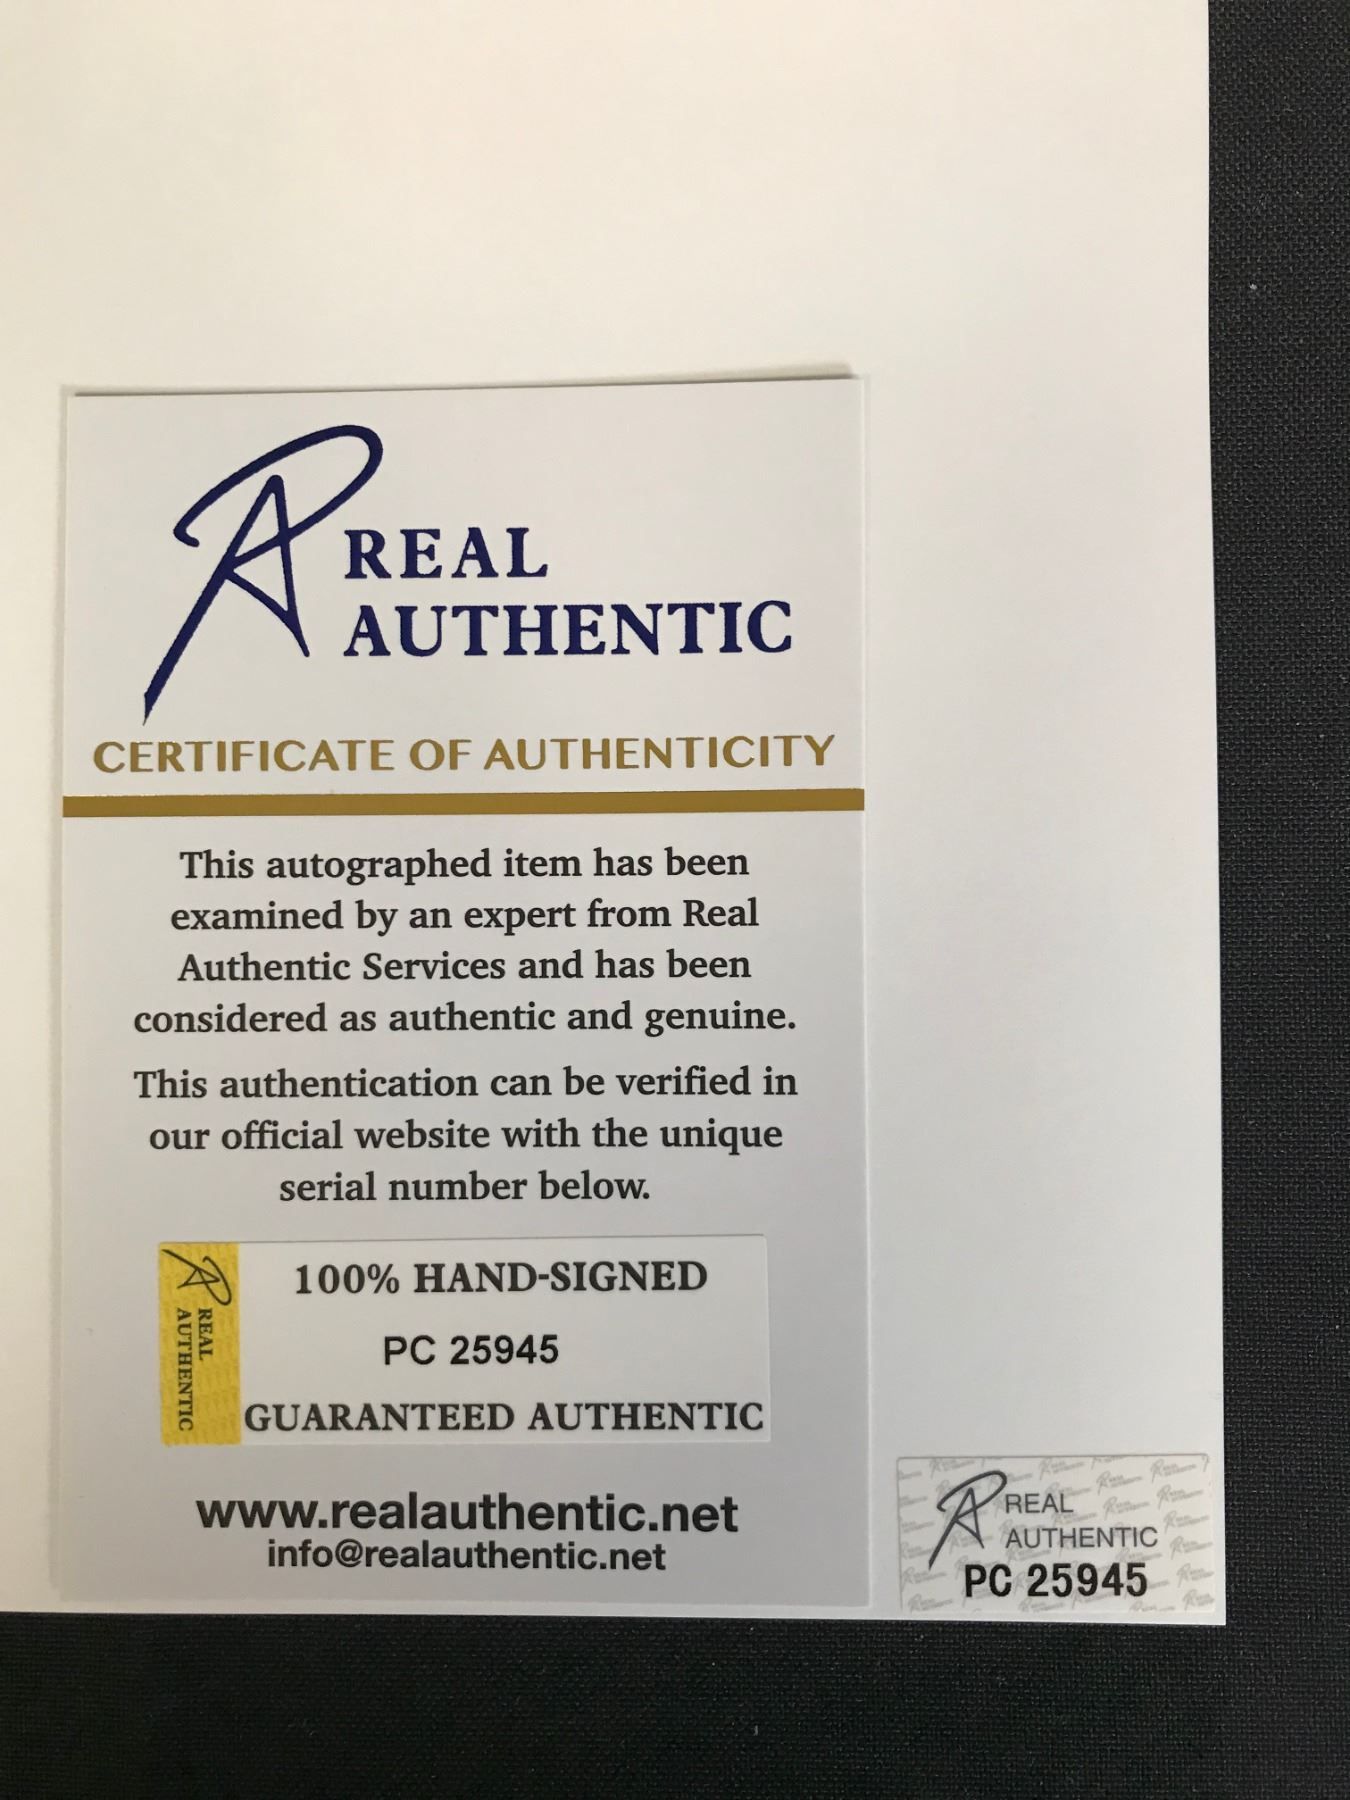 REAL
AUTHENTIC
CERTIFICATE OF AUTHENTICITY
This autographed item has been
examined by an expert from Real
Authentic Services and has been
considered as authentic and genuine.
This authentication can be verified in
our official website with the unique
serial number below.
REAL
AUTHENTIC
100% HAND-SIGNED
PC 25945
GUARANTEED AUTHENTIC
www.realauthentic.net
info@realauthentic.net
REAL
AUTHENTIC
PC 25945